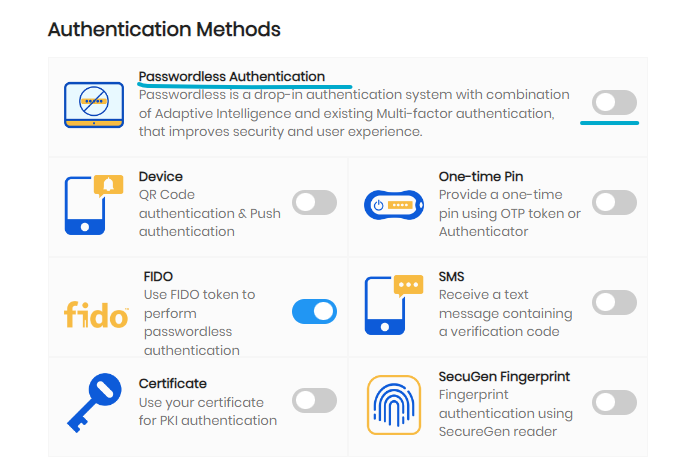 Authentication Methods
Passwordless Authentication
Passwordless is a drop-in authentication system with combination
of Adaptive Intelligence and existing Multi-factor authentication,
that improves security and user experience.
Device
QR Code
authentication & Push
authentication
One-time Pin
Provide a one-time
pin using OTP token or
Authenticator
fido
FIDO
Use FIDO token to
perform
passwordless
authentication
SMS
Receive a text
message containing
a verification code
Certificate
Use your certificate
for PKI authentication
SecuGen Fingerprint
Fingerprint
authentication using
SecureGen reader